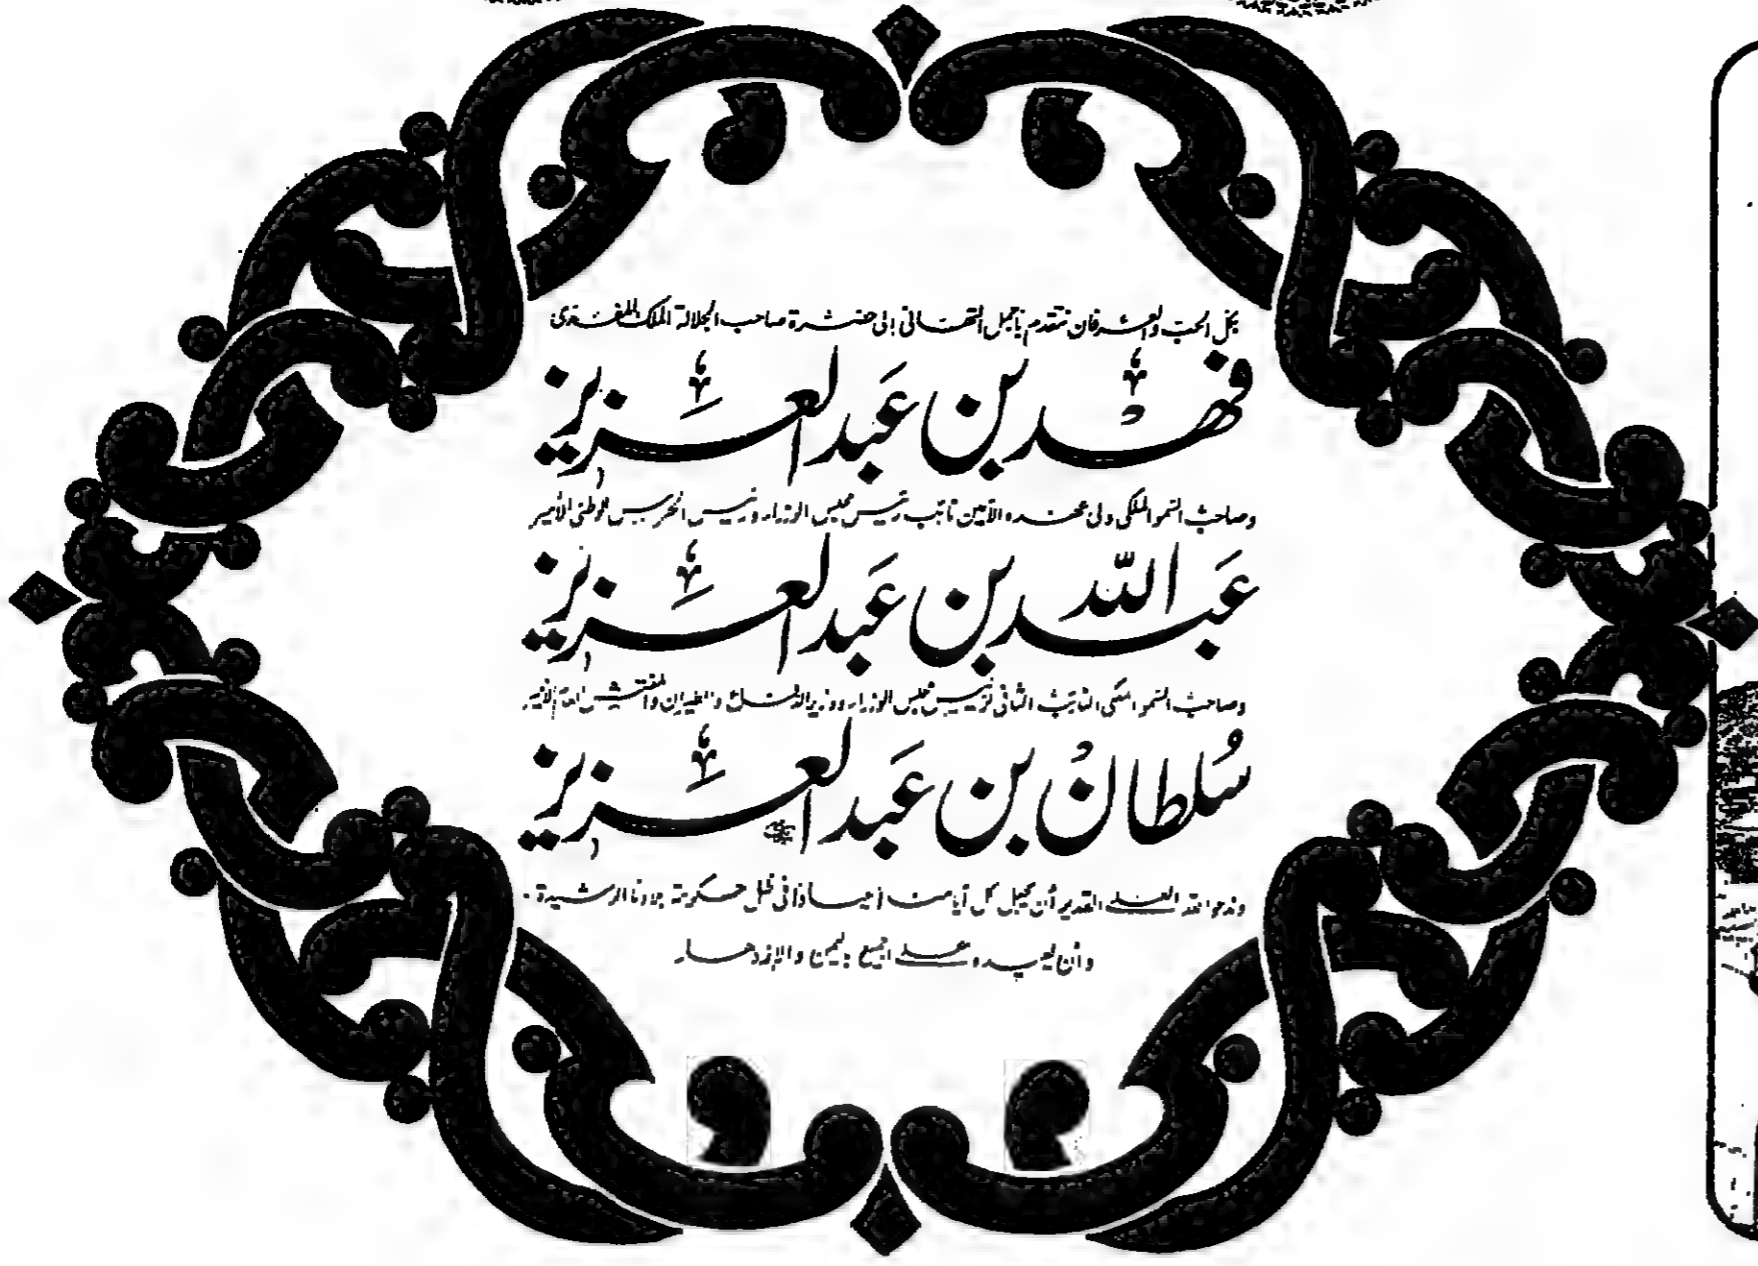 بكل الحب والعرفان نتقدم بأجمل التهاني إلى حضرة صاحب الجلالة الملك المفدى
فهد بن عبد العزيز
وصاحب السمو الملكي ولي عهده الأمين نائب رئيس مجلس الوزراء ورئيس الحرس الوطني الأمير
عبد الله بن عبد العزيز
وصاحب السمو الملكي النائب الثاني لرئيس مجلس الوزراء ووزير الدفاع والطيران والمفتش العام الأمير
سلطان بن عبد العزيز
وندعو الله العلي القدير أن يجعل كل أيامنا أعيادا في ظل حكومة بلادنا الرشيدة .
وأن يعيده على الجميع باليمن والازدهار